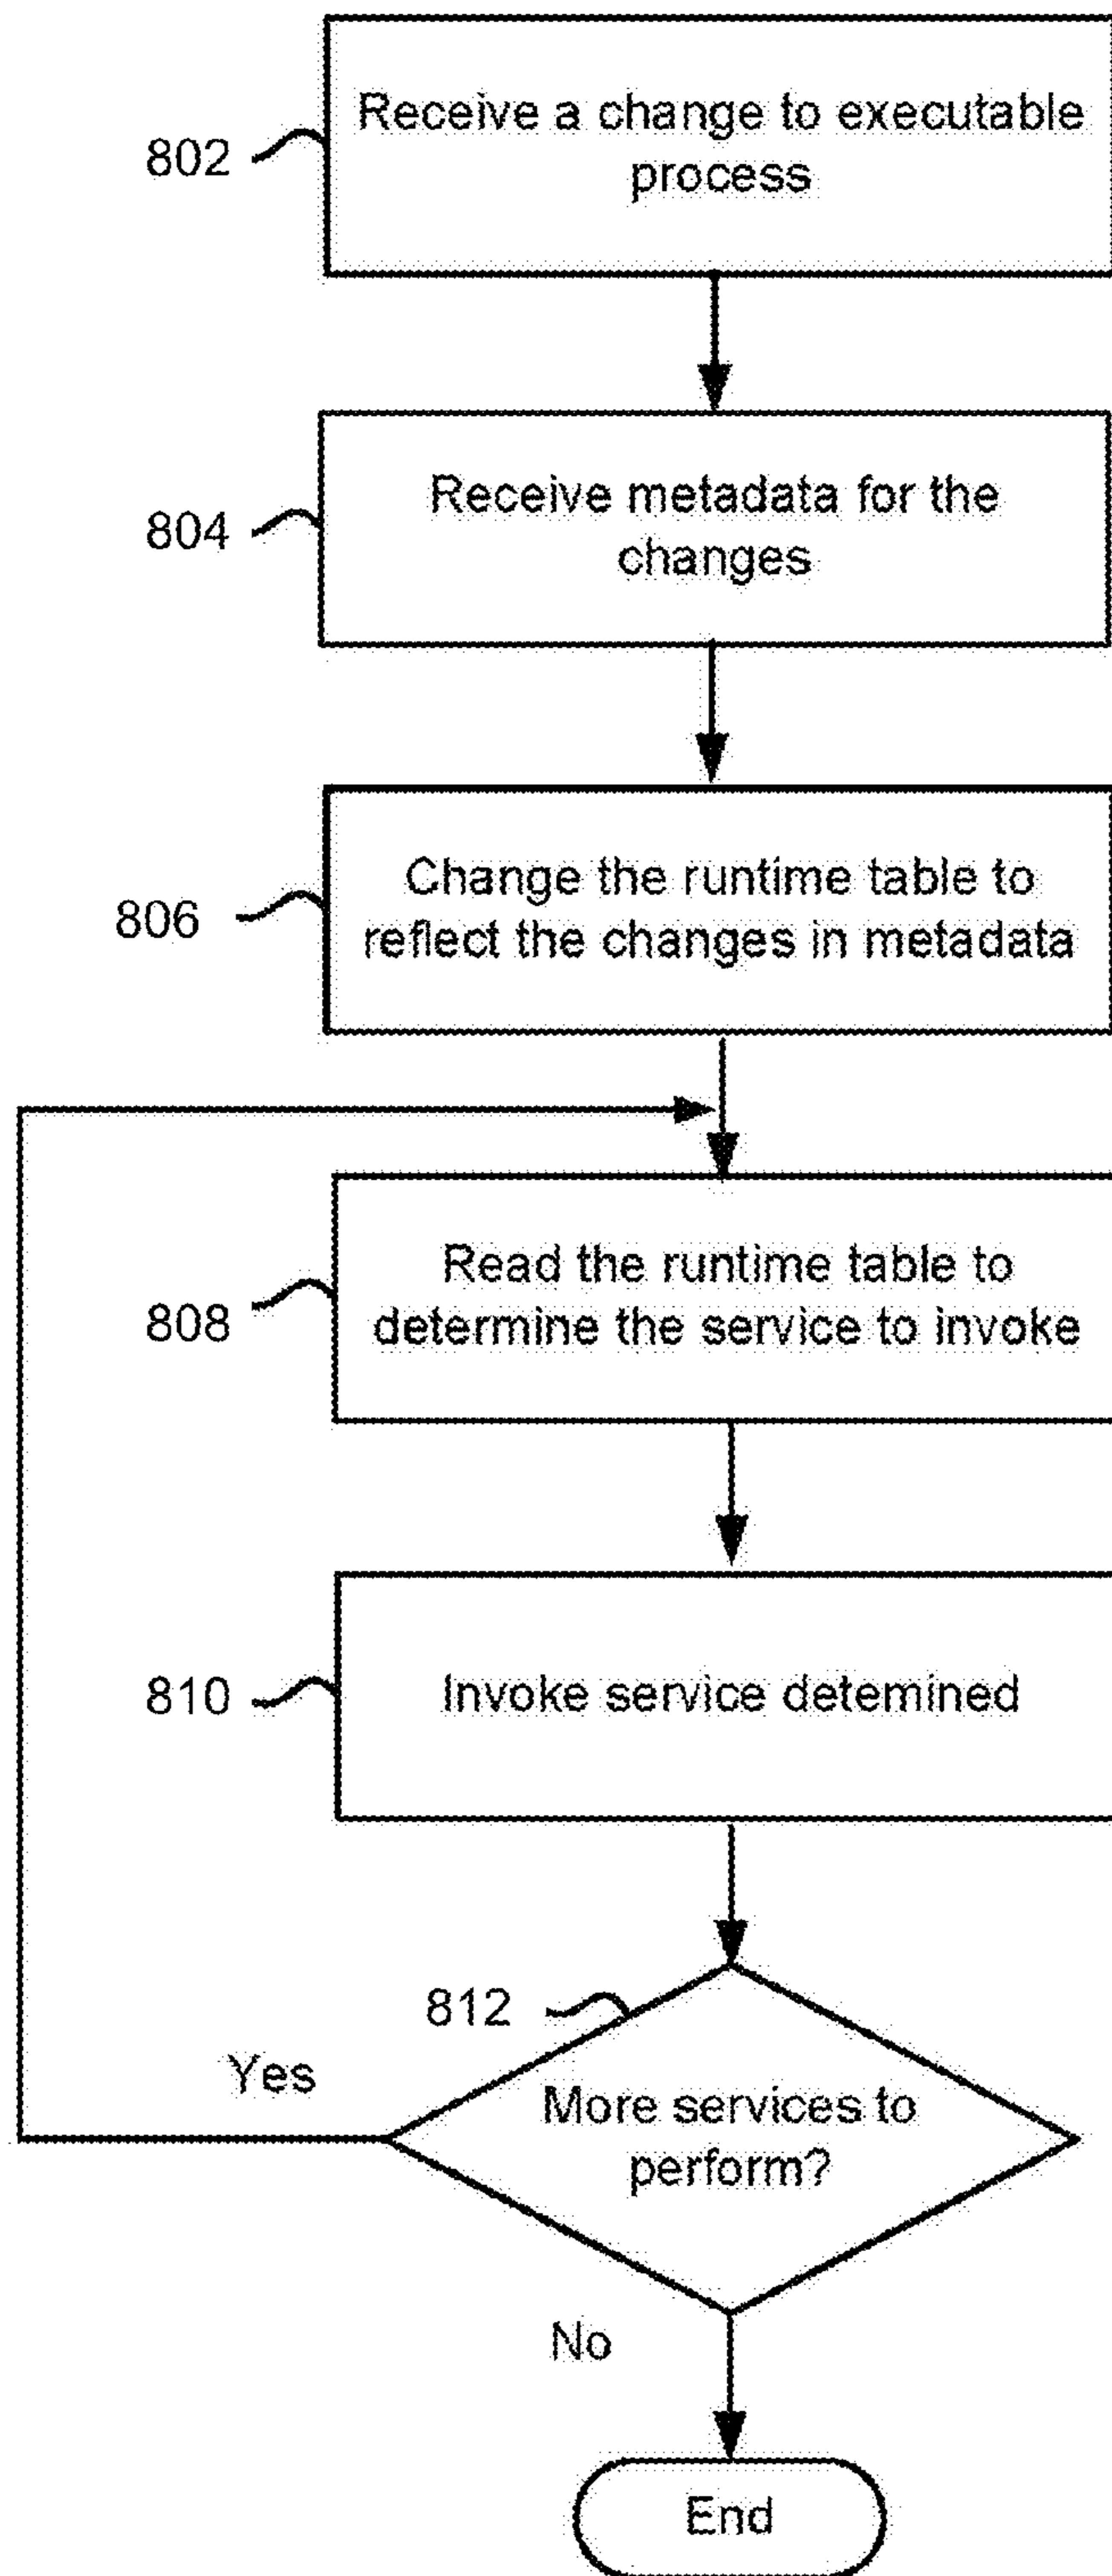 802
Receive a change to executable
process
804
Receive metadata for the
changes
806
Change the runtime table to
reflect the changes in metadata
808
Read the runtime table to
determine the service to invoke
810
Invoke service detemined
812
Yes
More services to
perform?
No
End